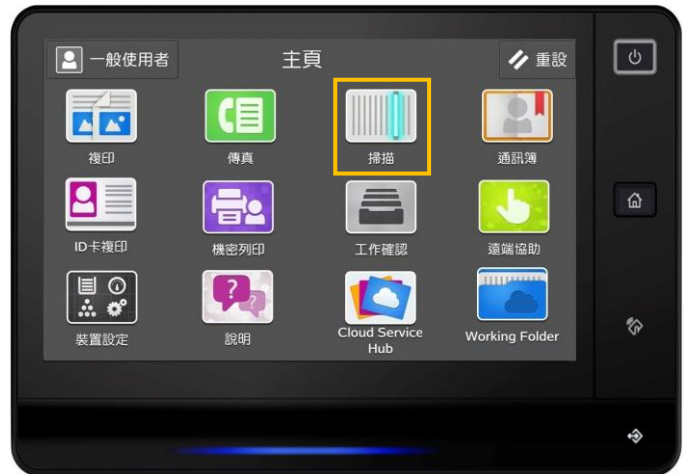 一般使用者
主頁
重設
複印
傳真
掃描
通訊簿
ID卡複印
機密列印
工作確認
遠端協助
裝置設定
說明
Cloud Service
Hub
Working Folder